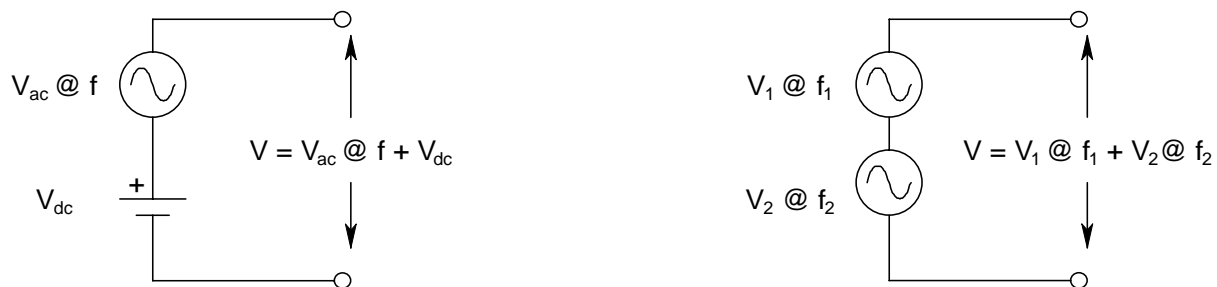 V_ac @ f
V = V_ac @ f + V_dc
+
V_dc
V_1 @ f_1
V = V_1 @ f_1 + V_2 @ f_2
V_2 @ f_2